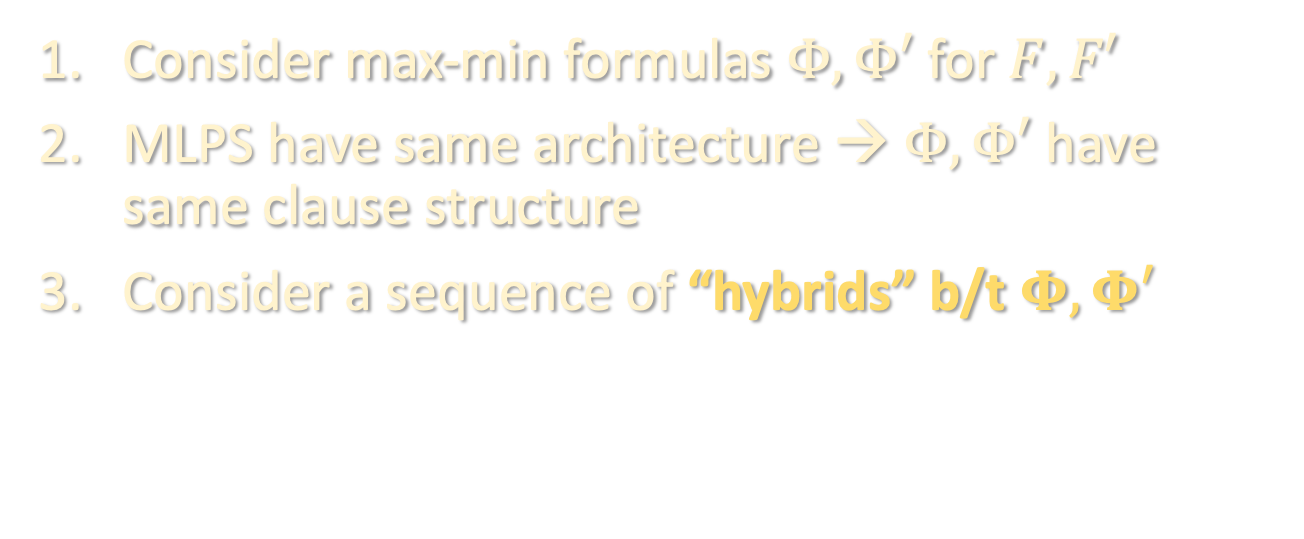 1. Consider max-min formulas Φ, Φ′ for F, F′
2. MLPS have same architecture → Φ, Φ′ have
same clause structure
3. Consider a sequence of “hybrids” b/t Φ, Φ′